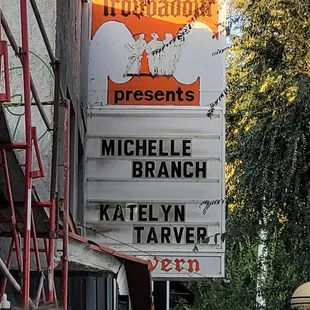 Troubadour
presents
MICHELLE
BRANCH
KATELYN
TARVER
vern